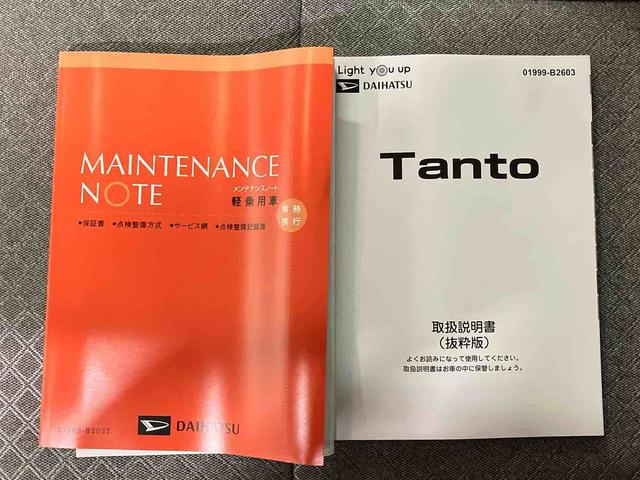 MAINTENANCE
NOTE
メンテナンスノート
軽乗用車
常時
携行
●保証書 ●点検整備方式 ●サービス網 ●点検整備記録簿
DAIHATSU
Light you up
DAIHATSU
01999-B2603
Tanto
取扱説明書
（抜粋版）
よくお読みになって使用してください。
取扱説明書はお車の中に保管しましょう。